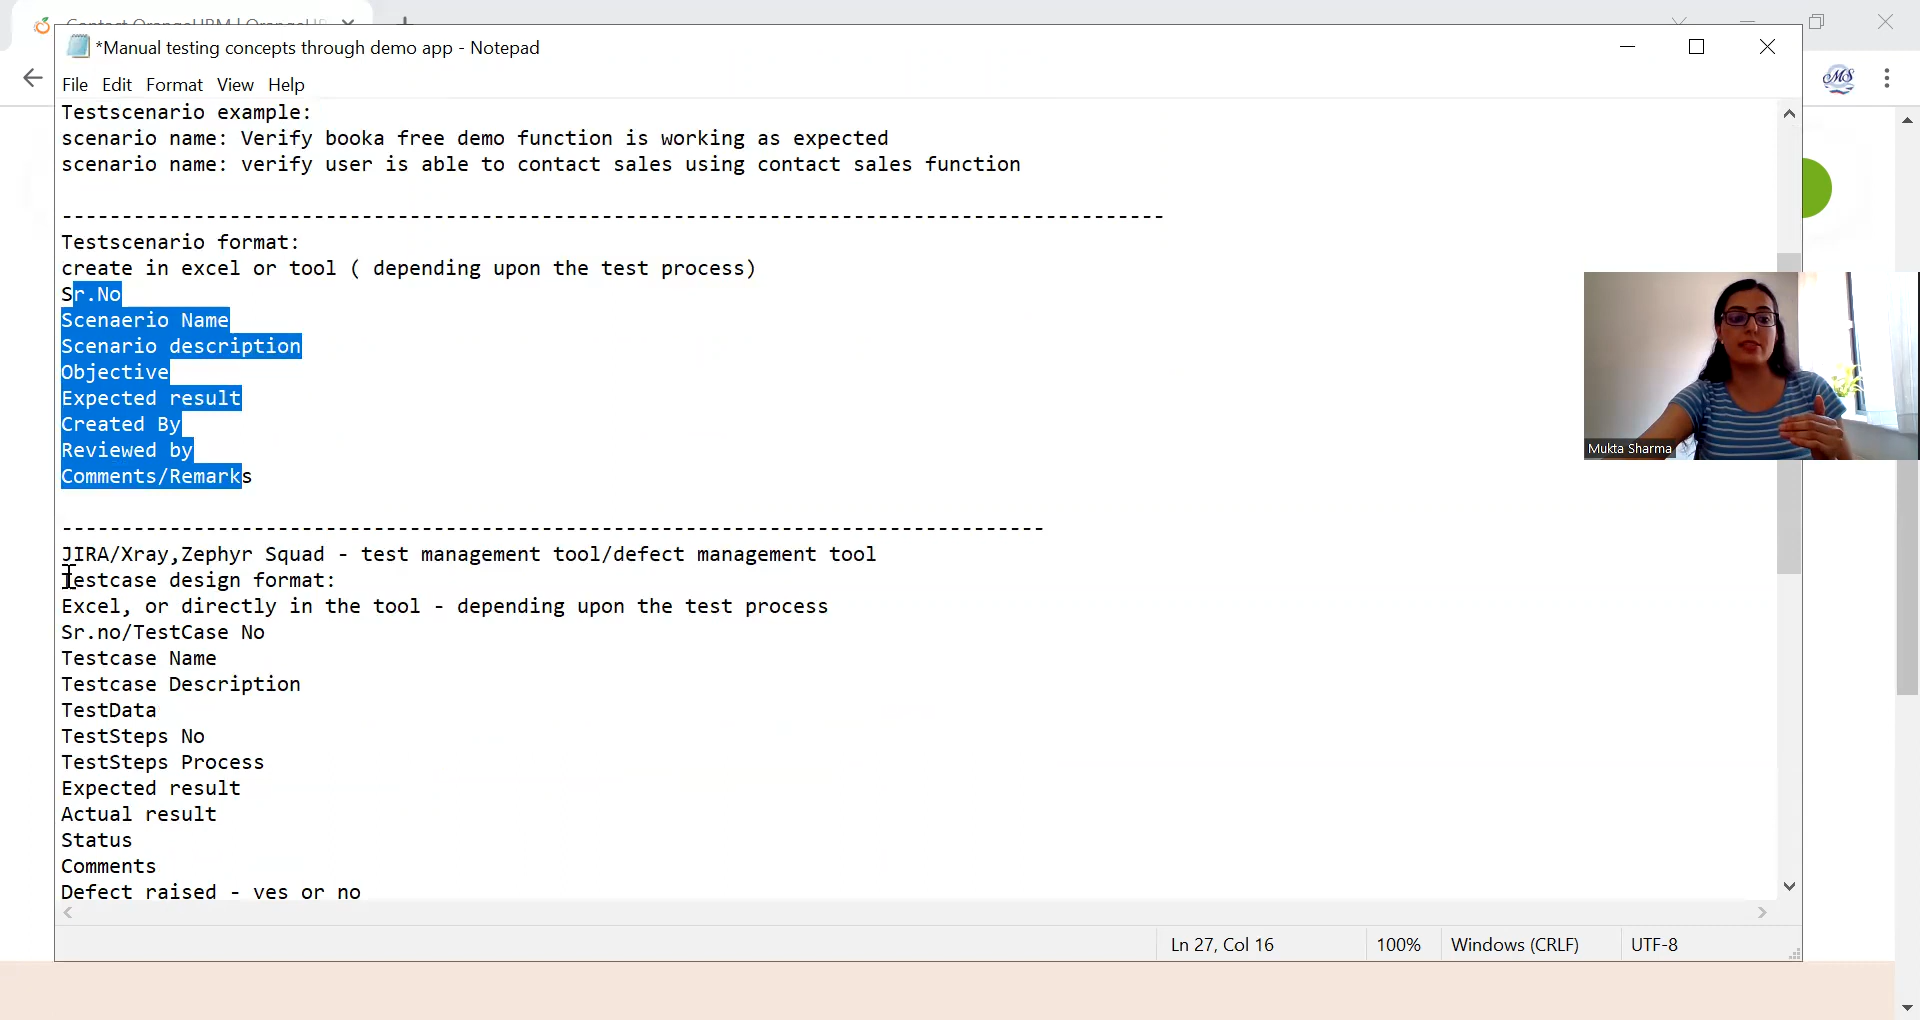 Contact OrangeHRM | OrangeHR
*Manual testing concepts through demo app - Notepad
File Edit Format View Help
Testscenario example:
scenario name: Verify booka free demo function is working as expected
scenario name: verify user is able to contact sales using contact sales function
--------------------------------------------------------------------------------------------
Testscenario format:
create in excel or tool ( depending upon the test process)
Sr.No
Scenaerio Name
Scenario description
Objective
Expected result
Created By
Reviewed by
Comments/Remarks
----------------------------------------------------------------------------------
JIRA/Xray,Zephyr Squad - test management tool/defect management tool
Testcase design format:
Excel, or directly in the tool - depending upon the test process
Sr.no/TestCase No
Testcase Name
Testcase Description
TestData
TestSteps No
TestSteps Process
Expected result
Actual result
Status
Comments
Defect raised - yes or no
Ln 27, Col 16 100% Windows (CRLF) UTF-8
MS
Mukta Sharma